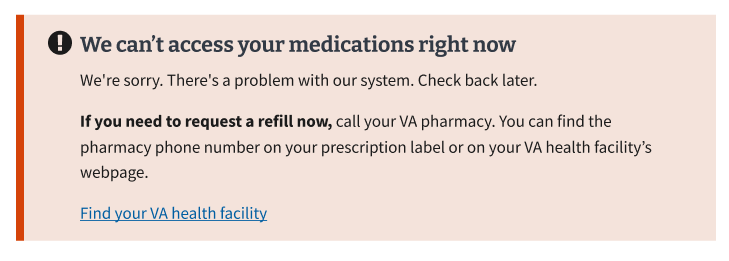 We can’t access your medications right now
We're sorry. There's a problem with our system. Check back later.
If you need to request a refill now, call your VA pharmacy. You can find the
pharmacy phone number on your prescription label or on your VA health facility’s
webpage.
Find your VA health facility